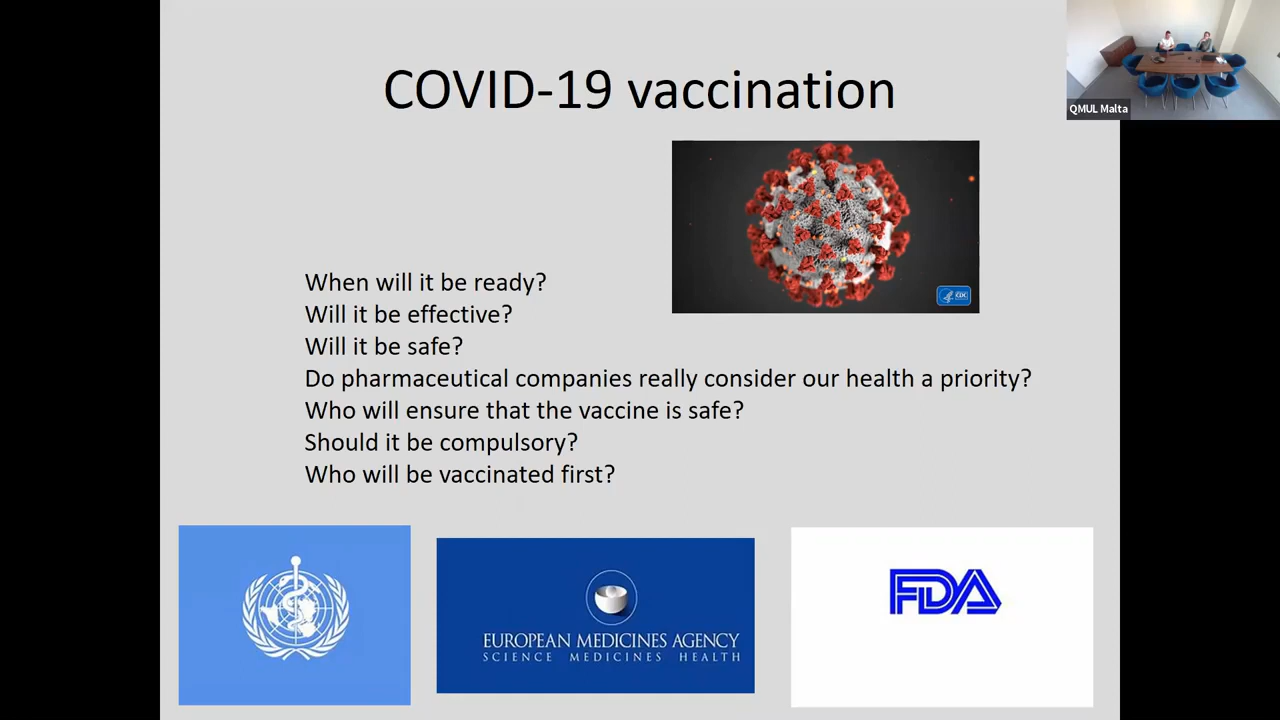 COVID-19 vaccination
QMUL Malta
CDC
When will it be ready?
Will it be effective?
Will it be safe?
Do pharmaceutical companies really consider our health a priority?
Who will ensure that the vaccine is safe?
Should it be compulsory?
Who will be vaccinated first?
EUROPEAN MEDICINES AGENCY
SCIENCE MEDICINES HEALTH
FDA